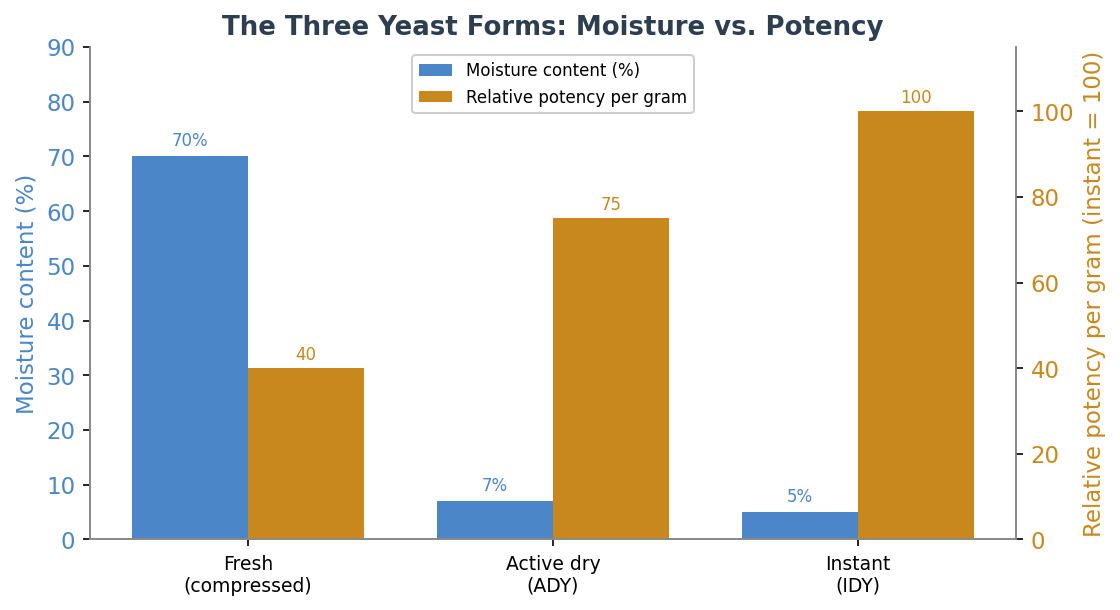 The Three Yeast Forms: Moisture vs. Potency
Moisture content (%)
Relative potency per gram
90
80
70
60
50
40
30
20
10
0
Moisture content (%)
70%
40
7%
75
5%
100
100
80
60
40
20
0
Relative potency per gram (instant = 100)
Fresh
(compressed)
Active dry
(ADY)
Instant
(IDY)